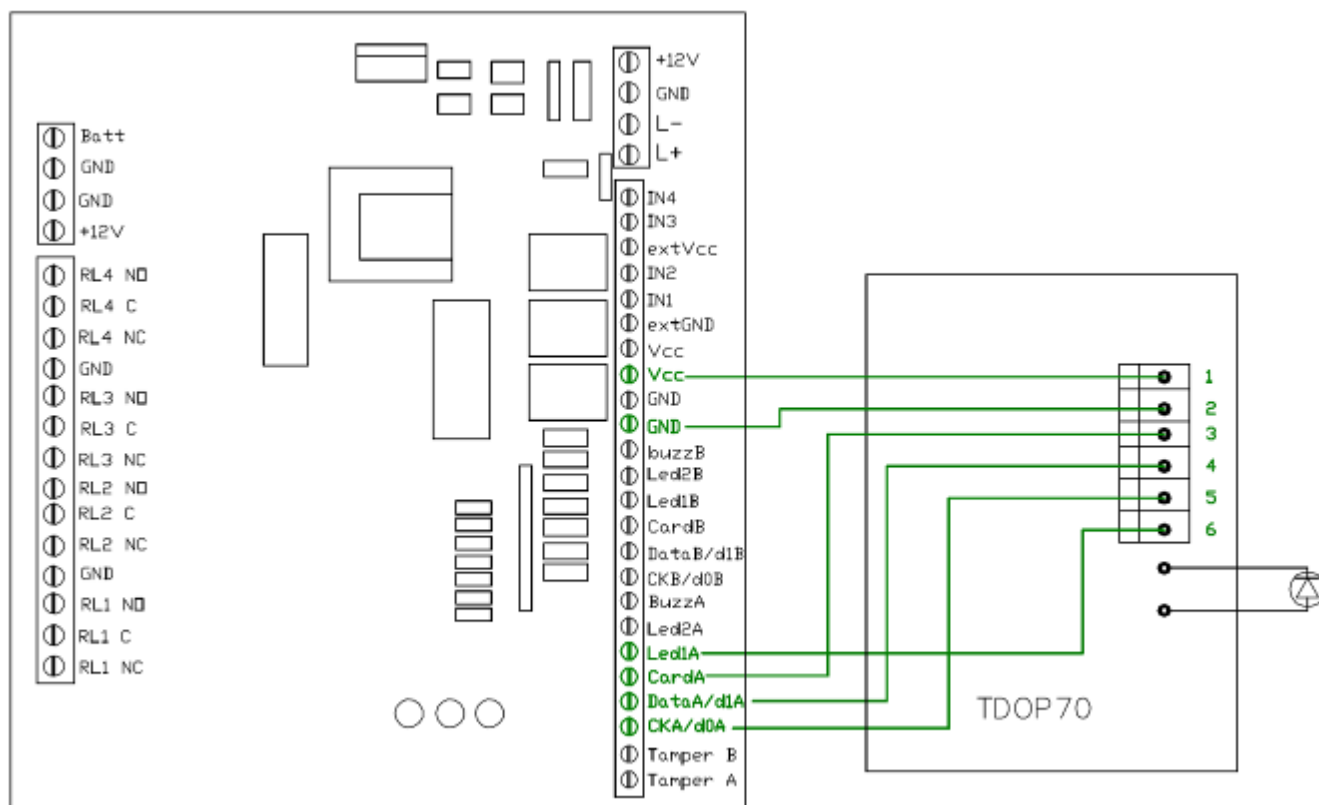 Batt
GND
GND
+12V
RL4 NO
RL4 C
RL4 NC
GND
RL3 NO
RL3 C
RL3 NC
RL2 NO
RL2 C
RL2 NC
GND
RL1 NO
RL1 C
RL1 NC
+12V
GND
L-
L+
IN4
IN3
extVcc
IN2
IN1
extGND
Vcc
Vcc
GND
GND
buzzB
Led2B
Led1B
CardB
DataB/d1B
CKB/d0B
BuzzA
Led2A
Led1A
CardA
DataA/d1A
CKA/d0A
Tamper B
Tamper A
1
2
3
4
5
6
TDOP70